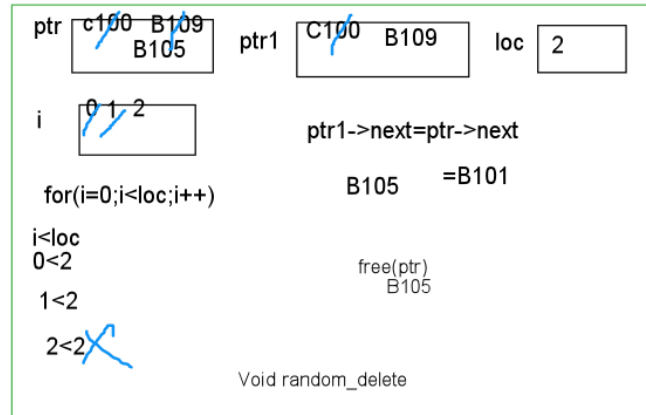 ptr c100 B109 ptr1 C100 B109 loc 2
B105
i 0 1 2
ptr1->next=ptr->next
for(i=0;i<loc;i++) B105 =B101
i<loc
0<2 free(ptr)
B105
1<2
2<2
Void random_delete